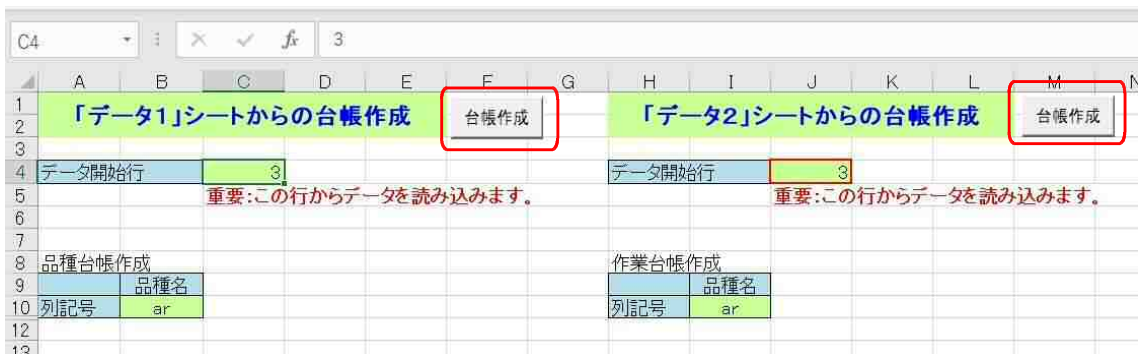 C4 fx 3
A B C D E F G H I J K L M N
1 「データ1」シートからの台帳作成 台帳作成 「データ2」シートからの台帳作成 台帳作成
2
3
4 データ開始行 3 データ開始行 3
5 重要:この行からデータを読み込みます。 重要:この行からデータを読み込みます。
6
7
8 品種台帳作成 作業台帳作成
9 品種名 品種名
10 列記号 ar 列記号 ar
12
13